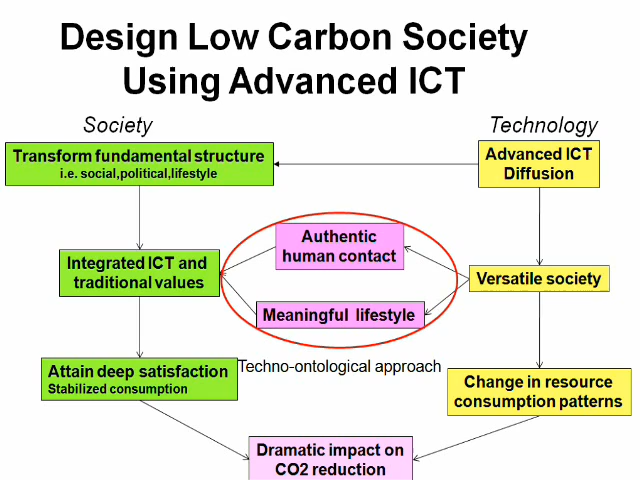 Design Low Carbon Society
Using Advanced ICT
Society
Technology
Transform fundamental structure
i.e. social,political,lifestyle
Advanced ICT
Diffusion
Authentic
human contact
Integrated ICT and
traditional values
Versatile society
Meaningful lifestyle
Techno-ontological approach
Attain deep satisfaction
Stabilized consumption
Change in resource
consumption patterns
Dramatic impact on
CO2 reduction